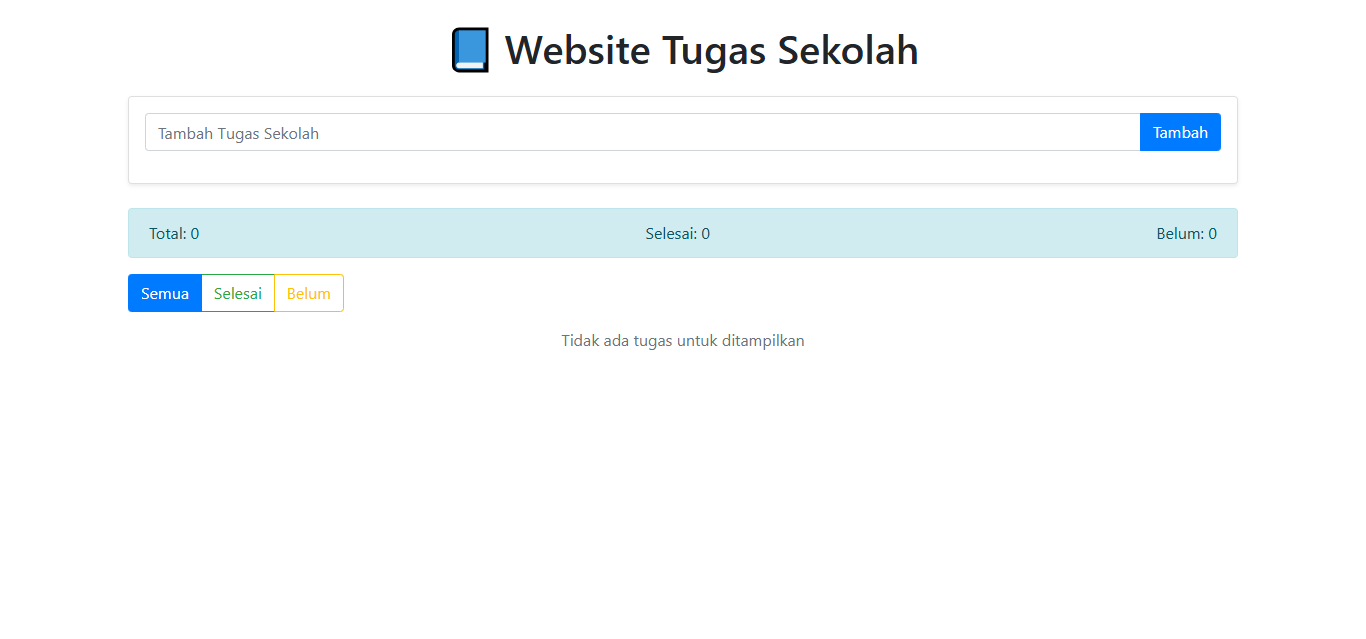 📘 Website Tugas Sekolah
Tambah Tugas Sekolah Tambah
Total: 0 Selesai: 0 Belum: 0
Semua Selesai Belum
Tidak ada tugas untuk ditampilkan